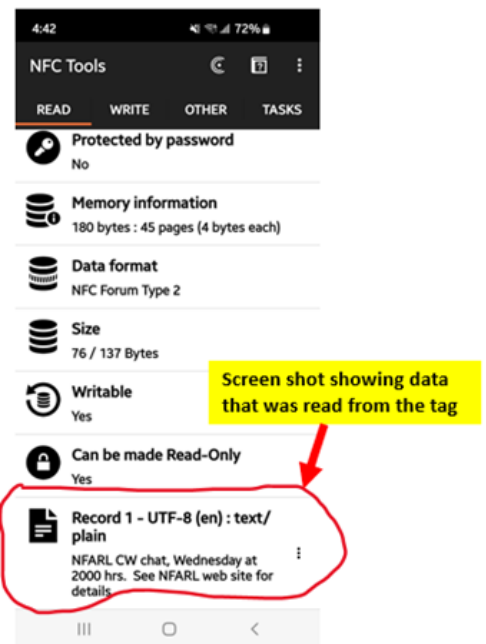 4:42 72%
NFC Tools
READ WRITE OTHER TASKS
Protected by password
No
Memory information
180 bytes : 45 pages (4 bytes each)
Data format
NFC Forum Type 2
Size
76 / 137 Bytes
Writable
Yes
Screen shot showing data
that was read from the tag
Can be made Read-Only
Yes
Record 1 - UTF-8 (en) : text/
plain
NFARL CW chat, Wednesday at
2000 hrs. See NFARL web site for
details